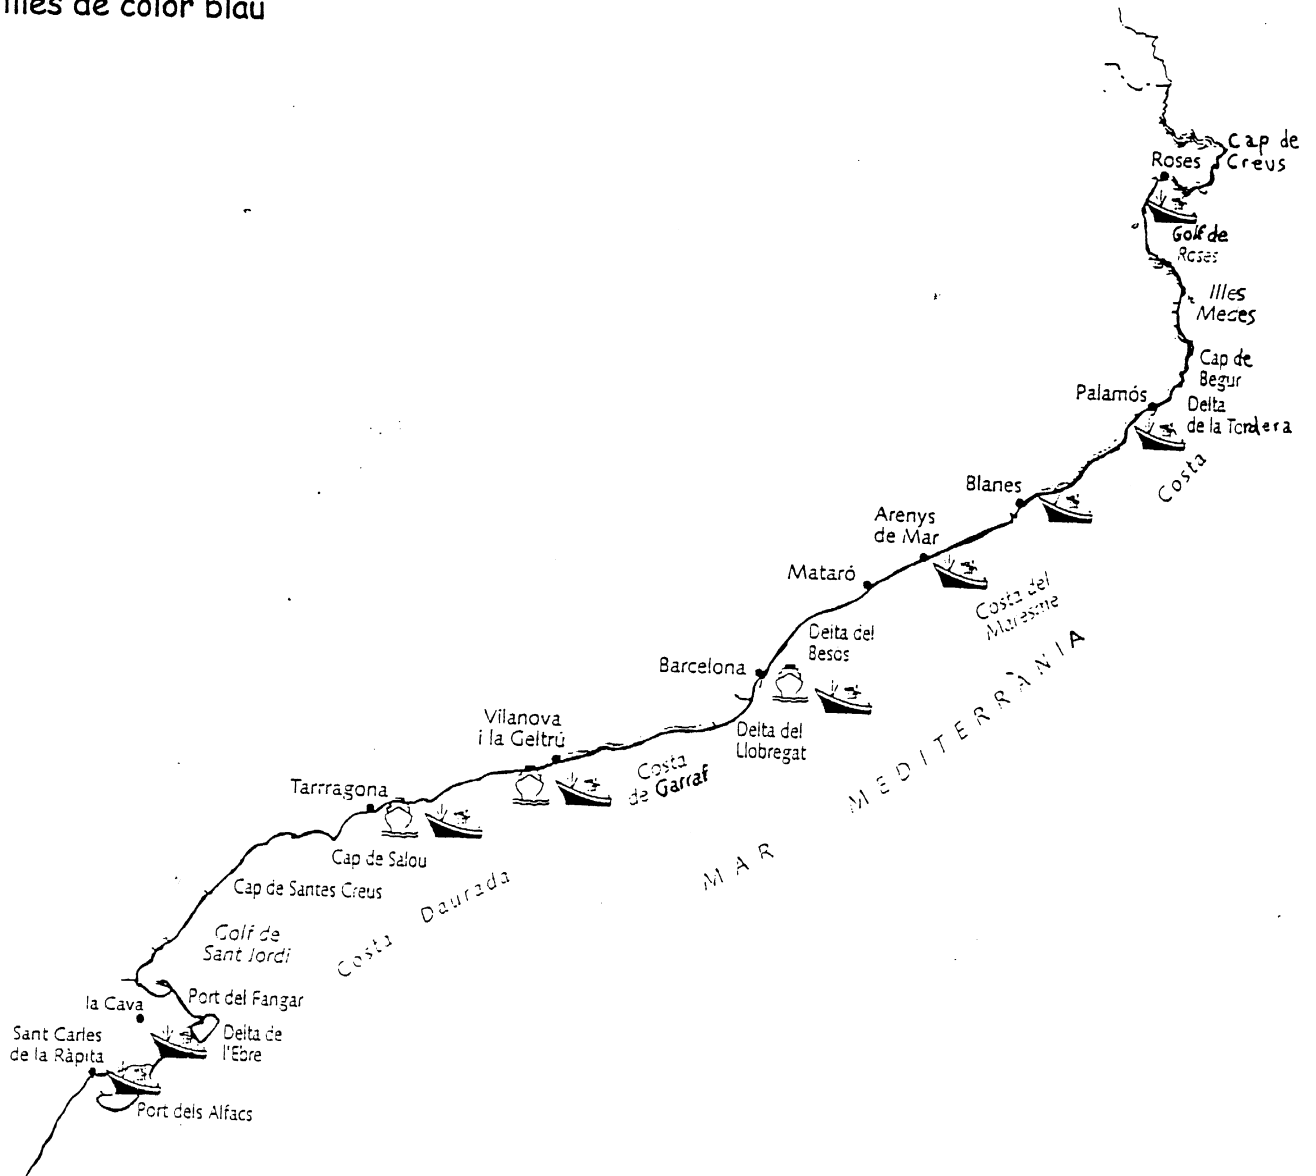 illes de color blau
Cap de
Creus
Roses
Golf de
Roses
Illes
Medes
Cap de
Begur
Palamós
Delta
de la Tordera
Costa
Blanes
Arenys
de Mar
Mataró
Costa del
Maresme
Delta del
Besos
Barcelona
MAR MEDITERRÀNIA
Vilanova
i la Geltrú
Delta del
Llobregat
Costa
de Garraf
Tarrragona
Cap de Salou
Cap de Santes Creus
Costa Daurada
Golf de
Sant Jordi
Port del Fangar
la Cava
Delta de
l'Ebre
Sant Carles
de la Ràpita
Port dels Alfacs